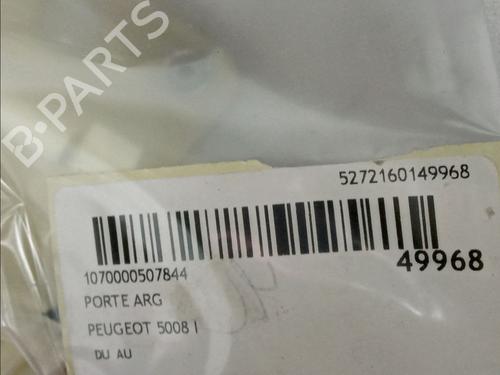 B-PARTS
5272160149968
49968
1070000507844
PORTE ARG
PEUGEOT 5008 I
DU AU